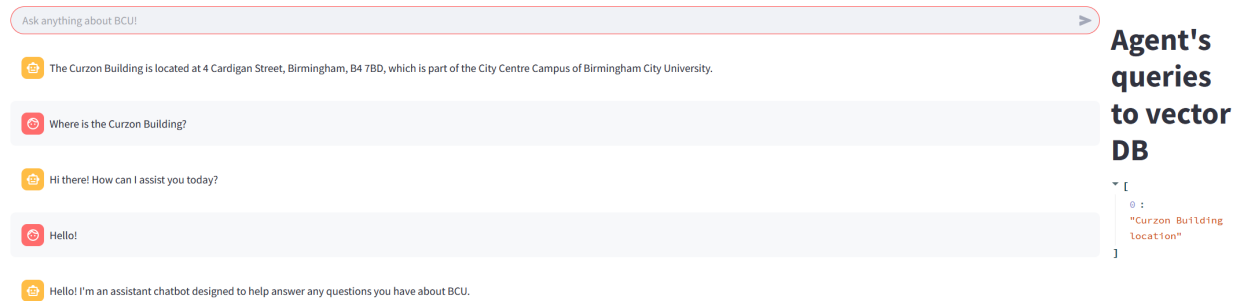 Ask anything about BCU!
The Curzon Building is located at 4 Cardigan Street, Birmingham, B4 7BD, which is part of the City Centre Campus of Birmingham City University.
Where is the Curzon Building?
Hi there! How can I assist you today?
Hello!
Hello! I'm an assistant chatbot designed to help answer any questions you have about BCU.
Agent's
queries
to vector
DB
[
0 :
"Curzon Building
location"
]